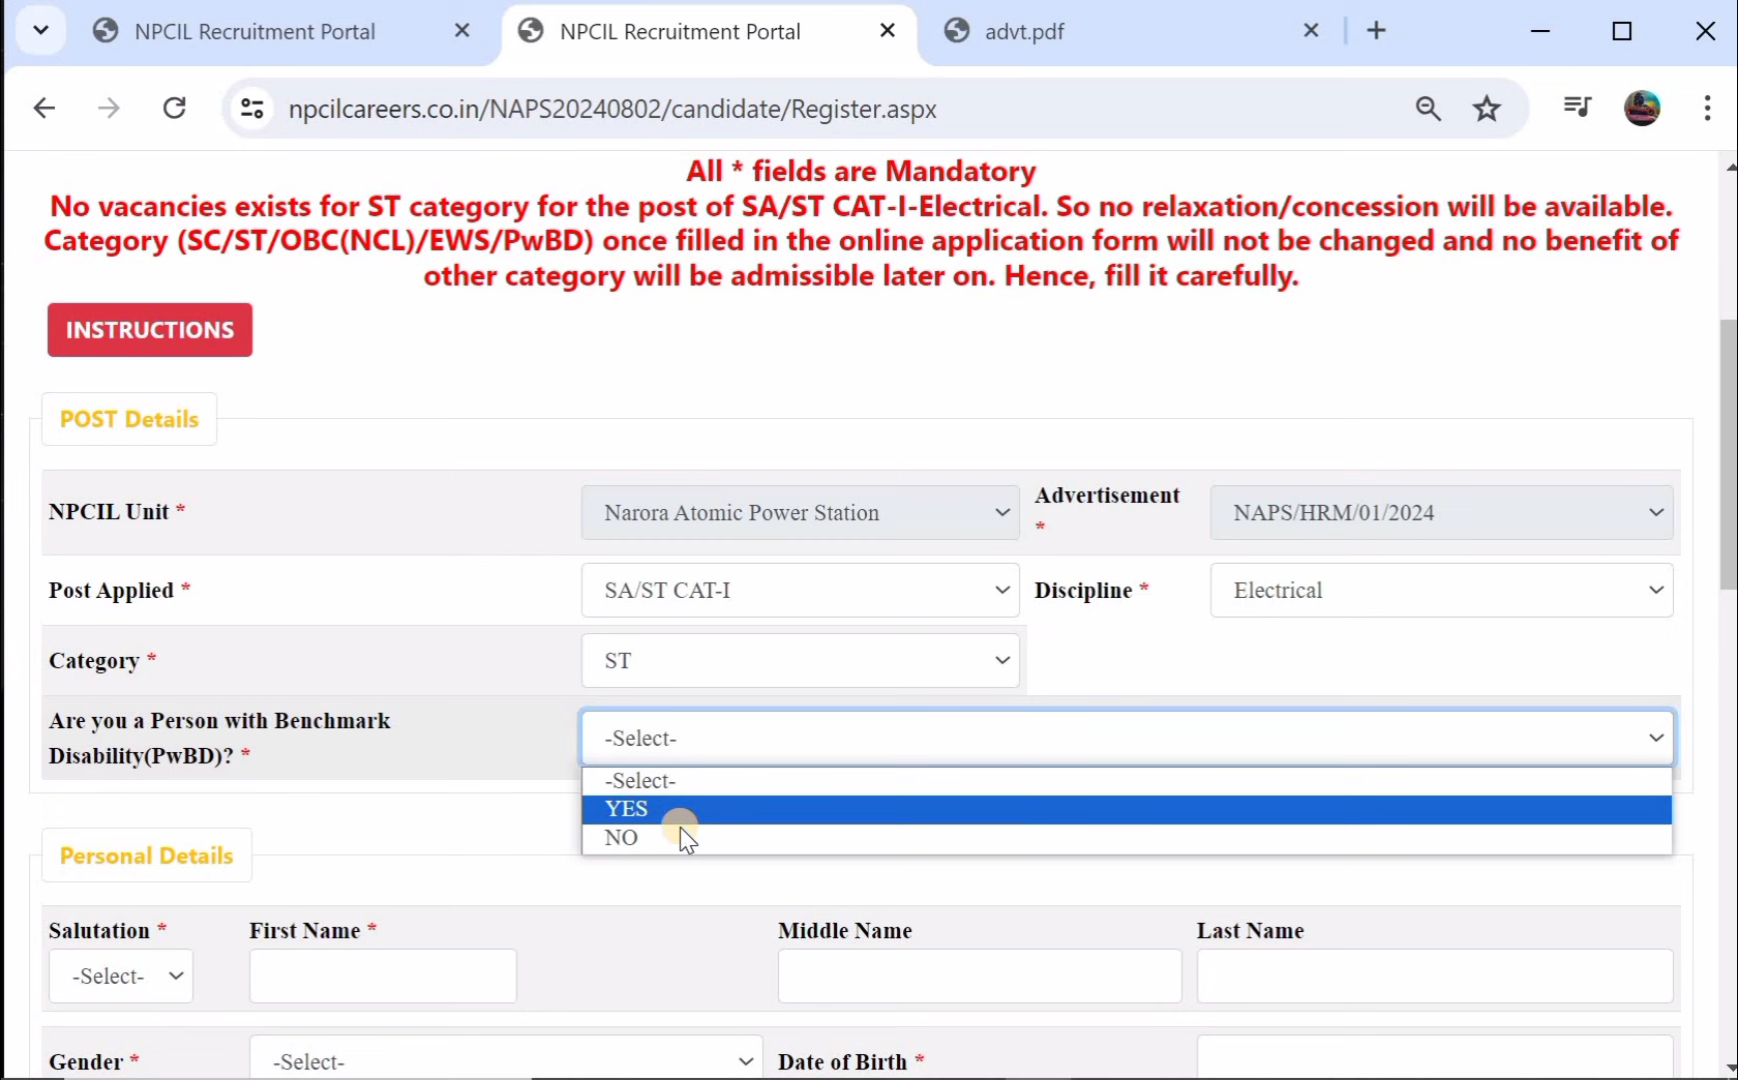 NPCIL Recruitment Portal
NPCIL Recruitment Portal
advt.pdf
npcilcareers.co.in/NAPS20240802/candidate/Register.aspx
All * fields are Mandatory
No vacancies exists for ST category for the post of SA/ST CAT-I-Electrical. So no relaxation/concession will be available.
Category (SC/ST/OBC(NCL)/EWS/PwBD) once filled in the online application form will not be changed and no benefit of
other category will be admissible later on. Hence, fill it carefully.
INSTRUCTIONS
POST Details
NPCIL Unit *
Narora Atomic Power Station
Advertisement
*
NAPS/HRM/01/2024
Post Applied *
SA/ST CAT-I
Discipline *
Electrical
Category *
ST
Are you a Person with Benchmark
Disability(PwBD)? *
-Select-
-Select-
YES
NO
Personal Details
Salutation *
First Name *
Middle Name
Last Name
-Select-
Gender *
-Select-
Date of Birth *